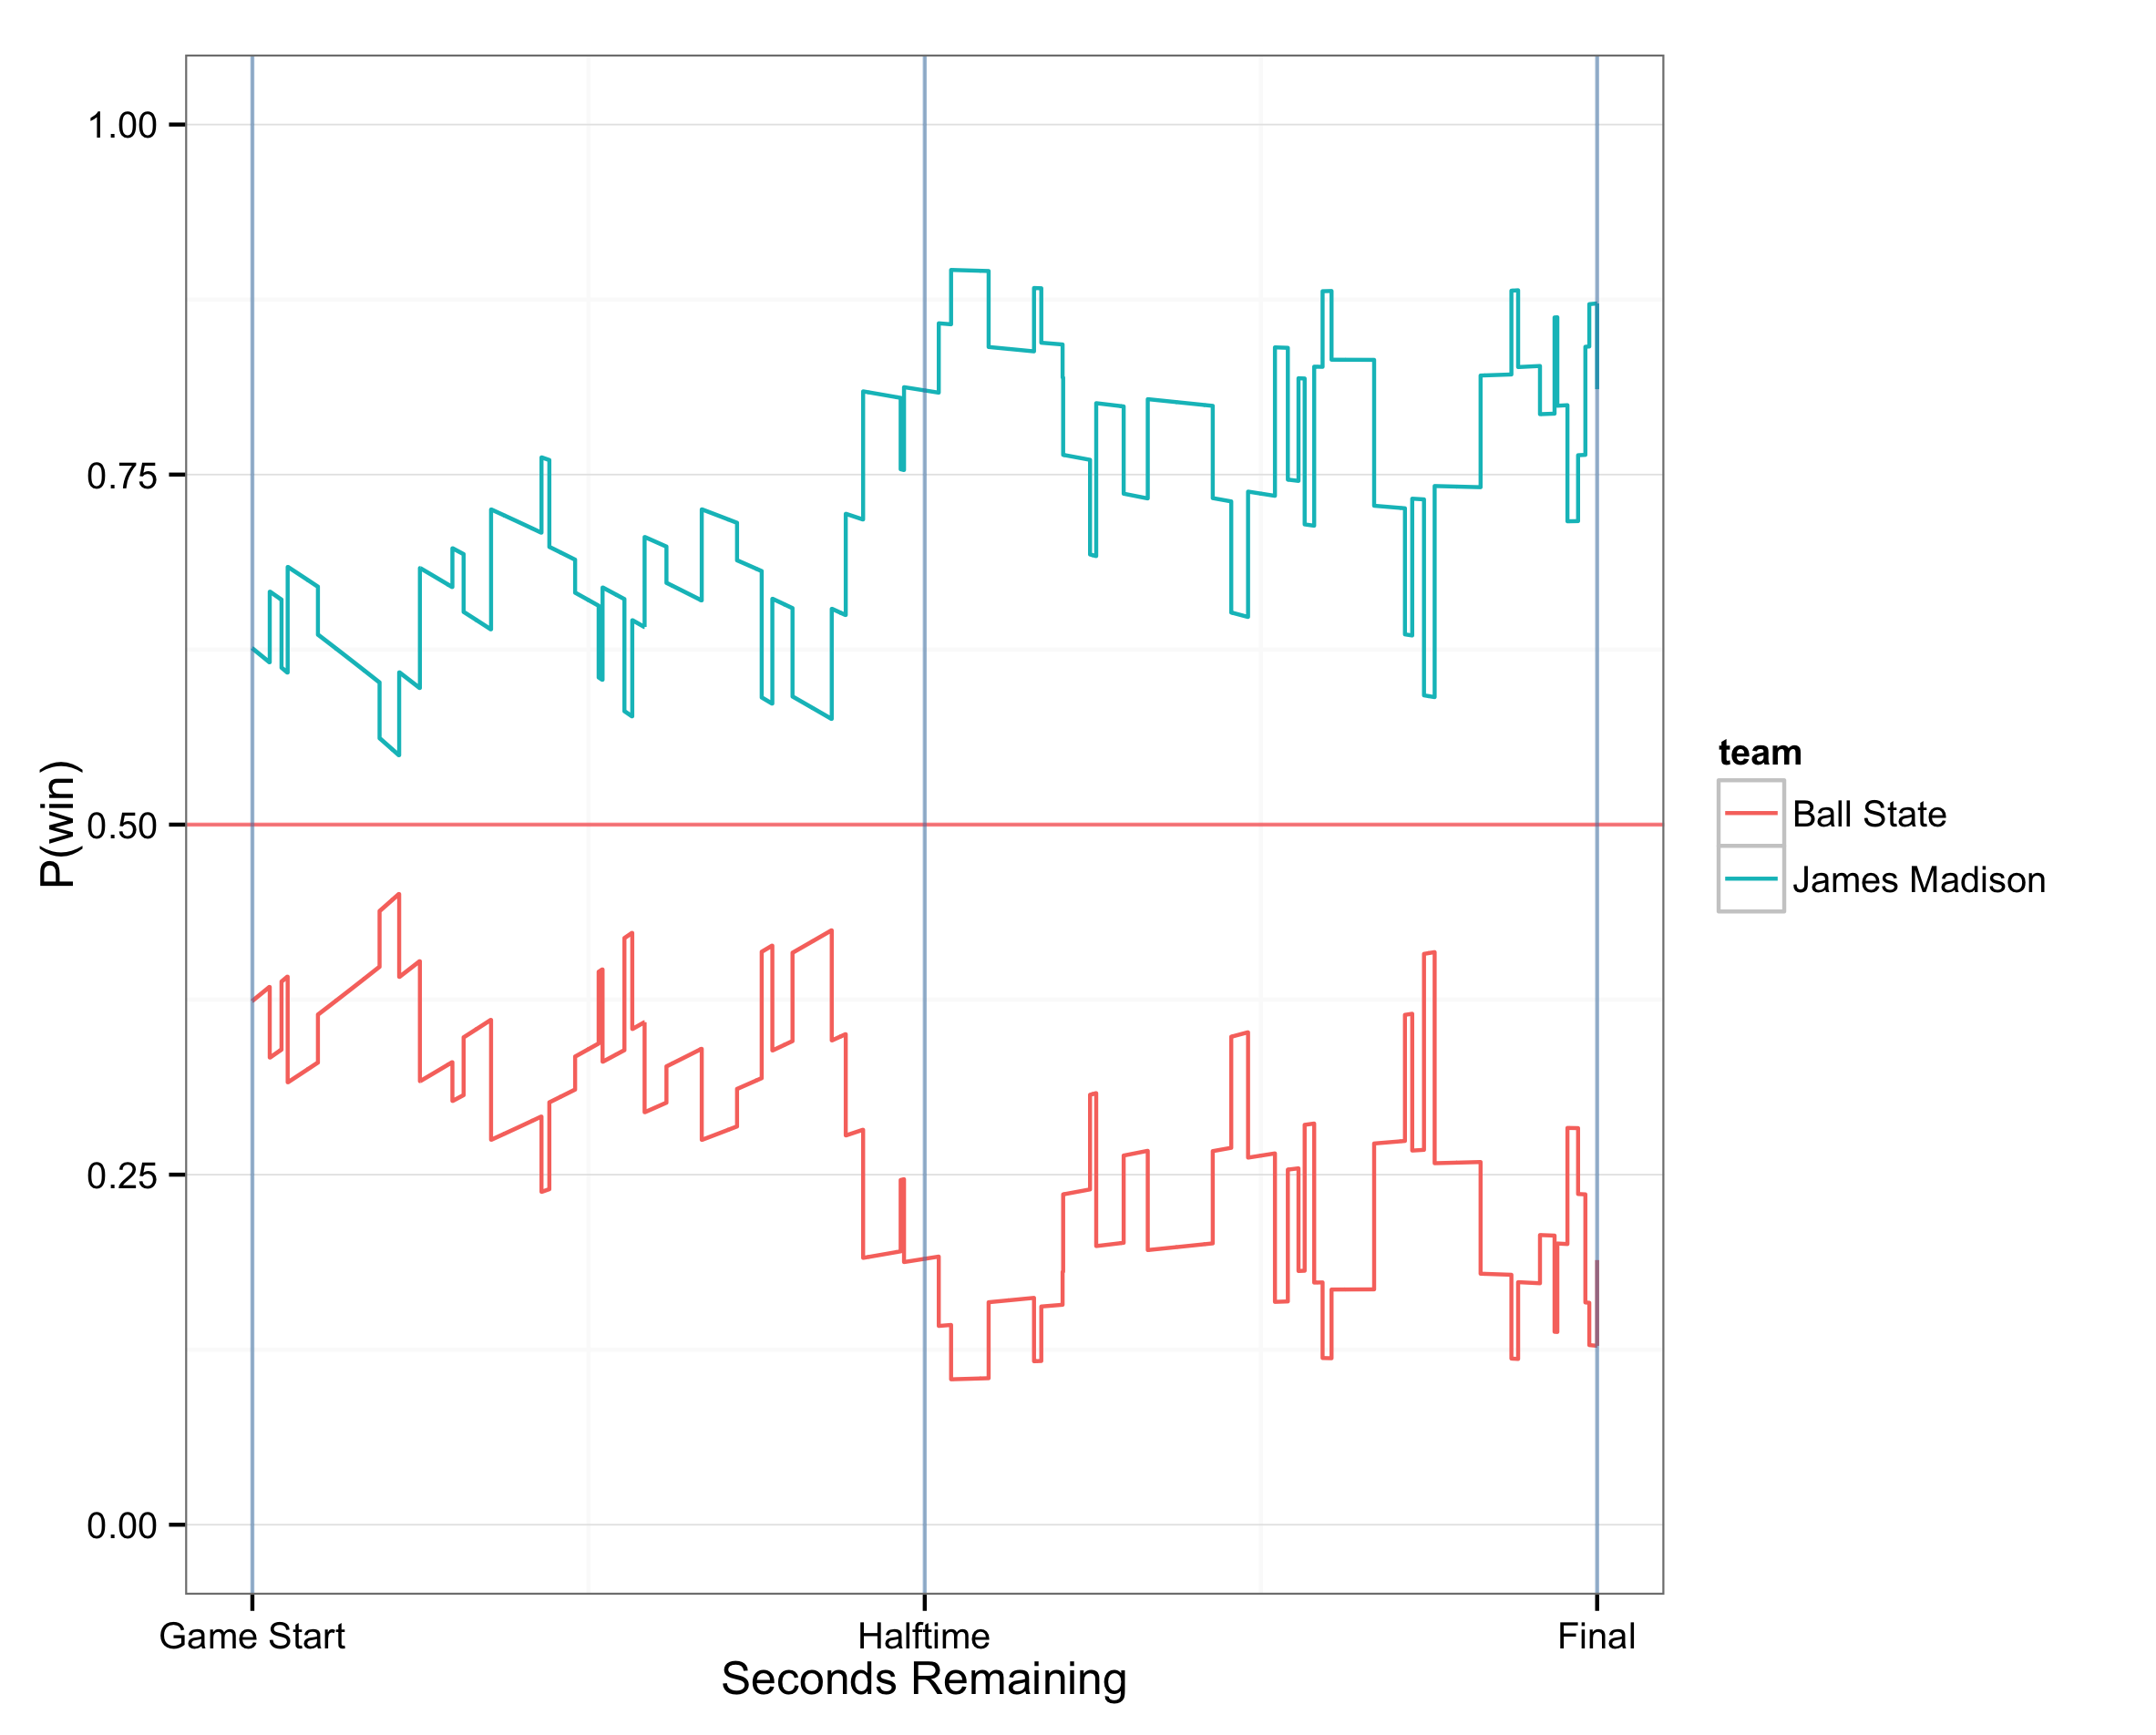 1.00
0.75
0.50
0.25
0.00
P(win)
Game Start
Halftime
Final
Seconds Remaining
team
Ball State
James Madison